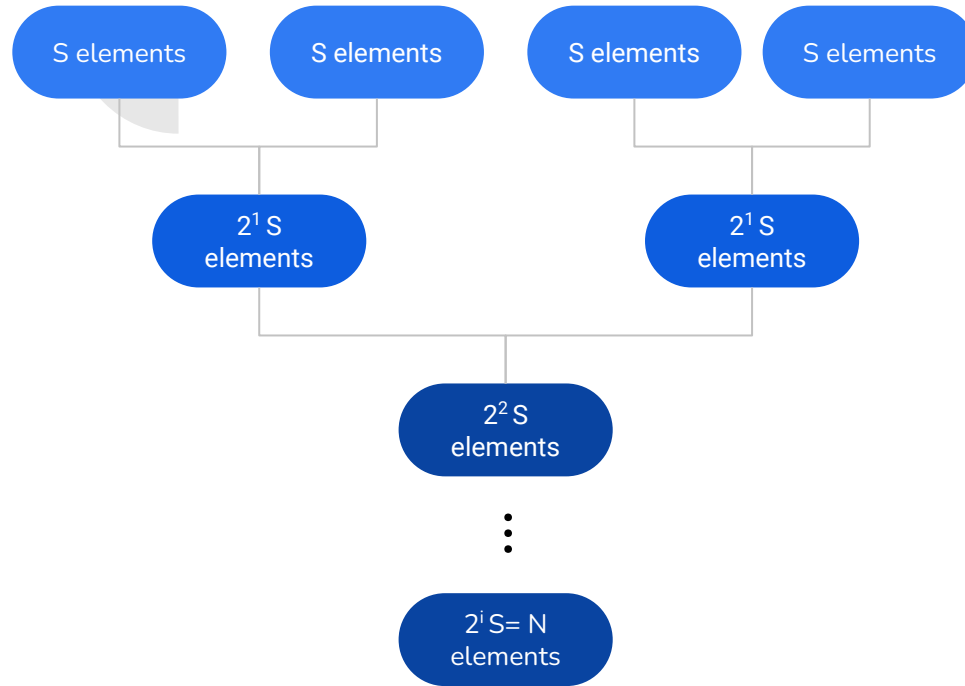 S elements
S elements
S elements
S elements
2¹ S
elements
2¹ S
elements
2² S
elements
2ⁱ S= N
elements